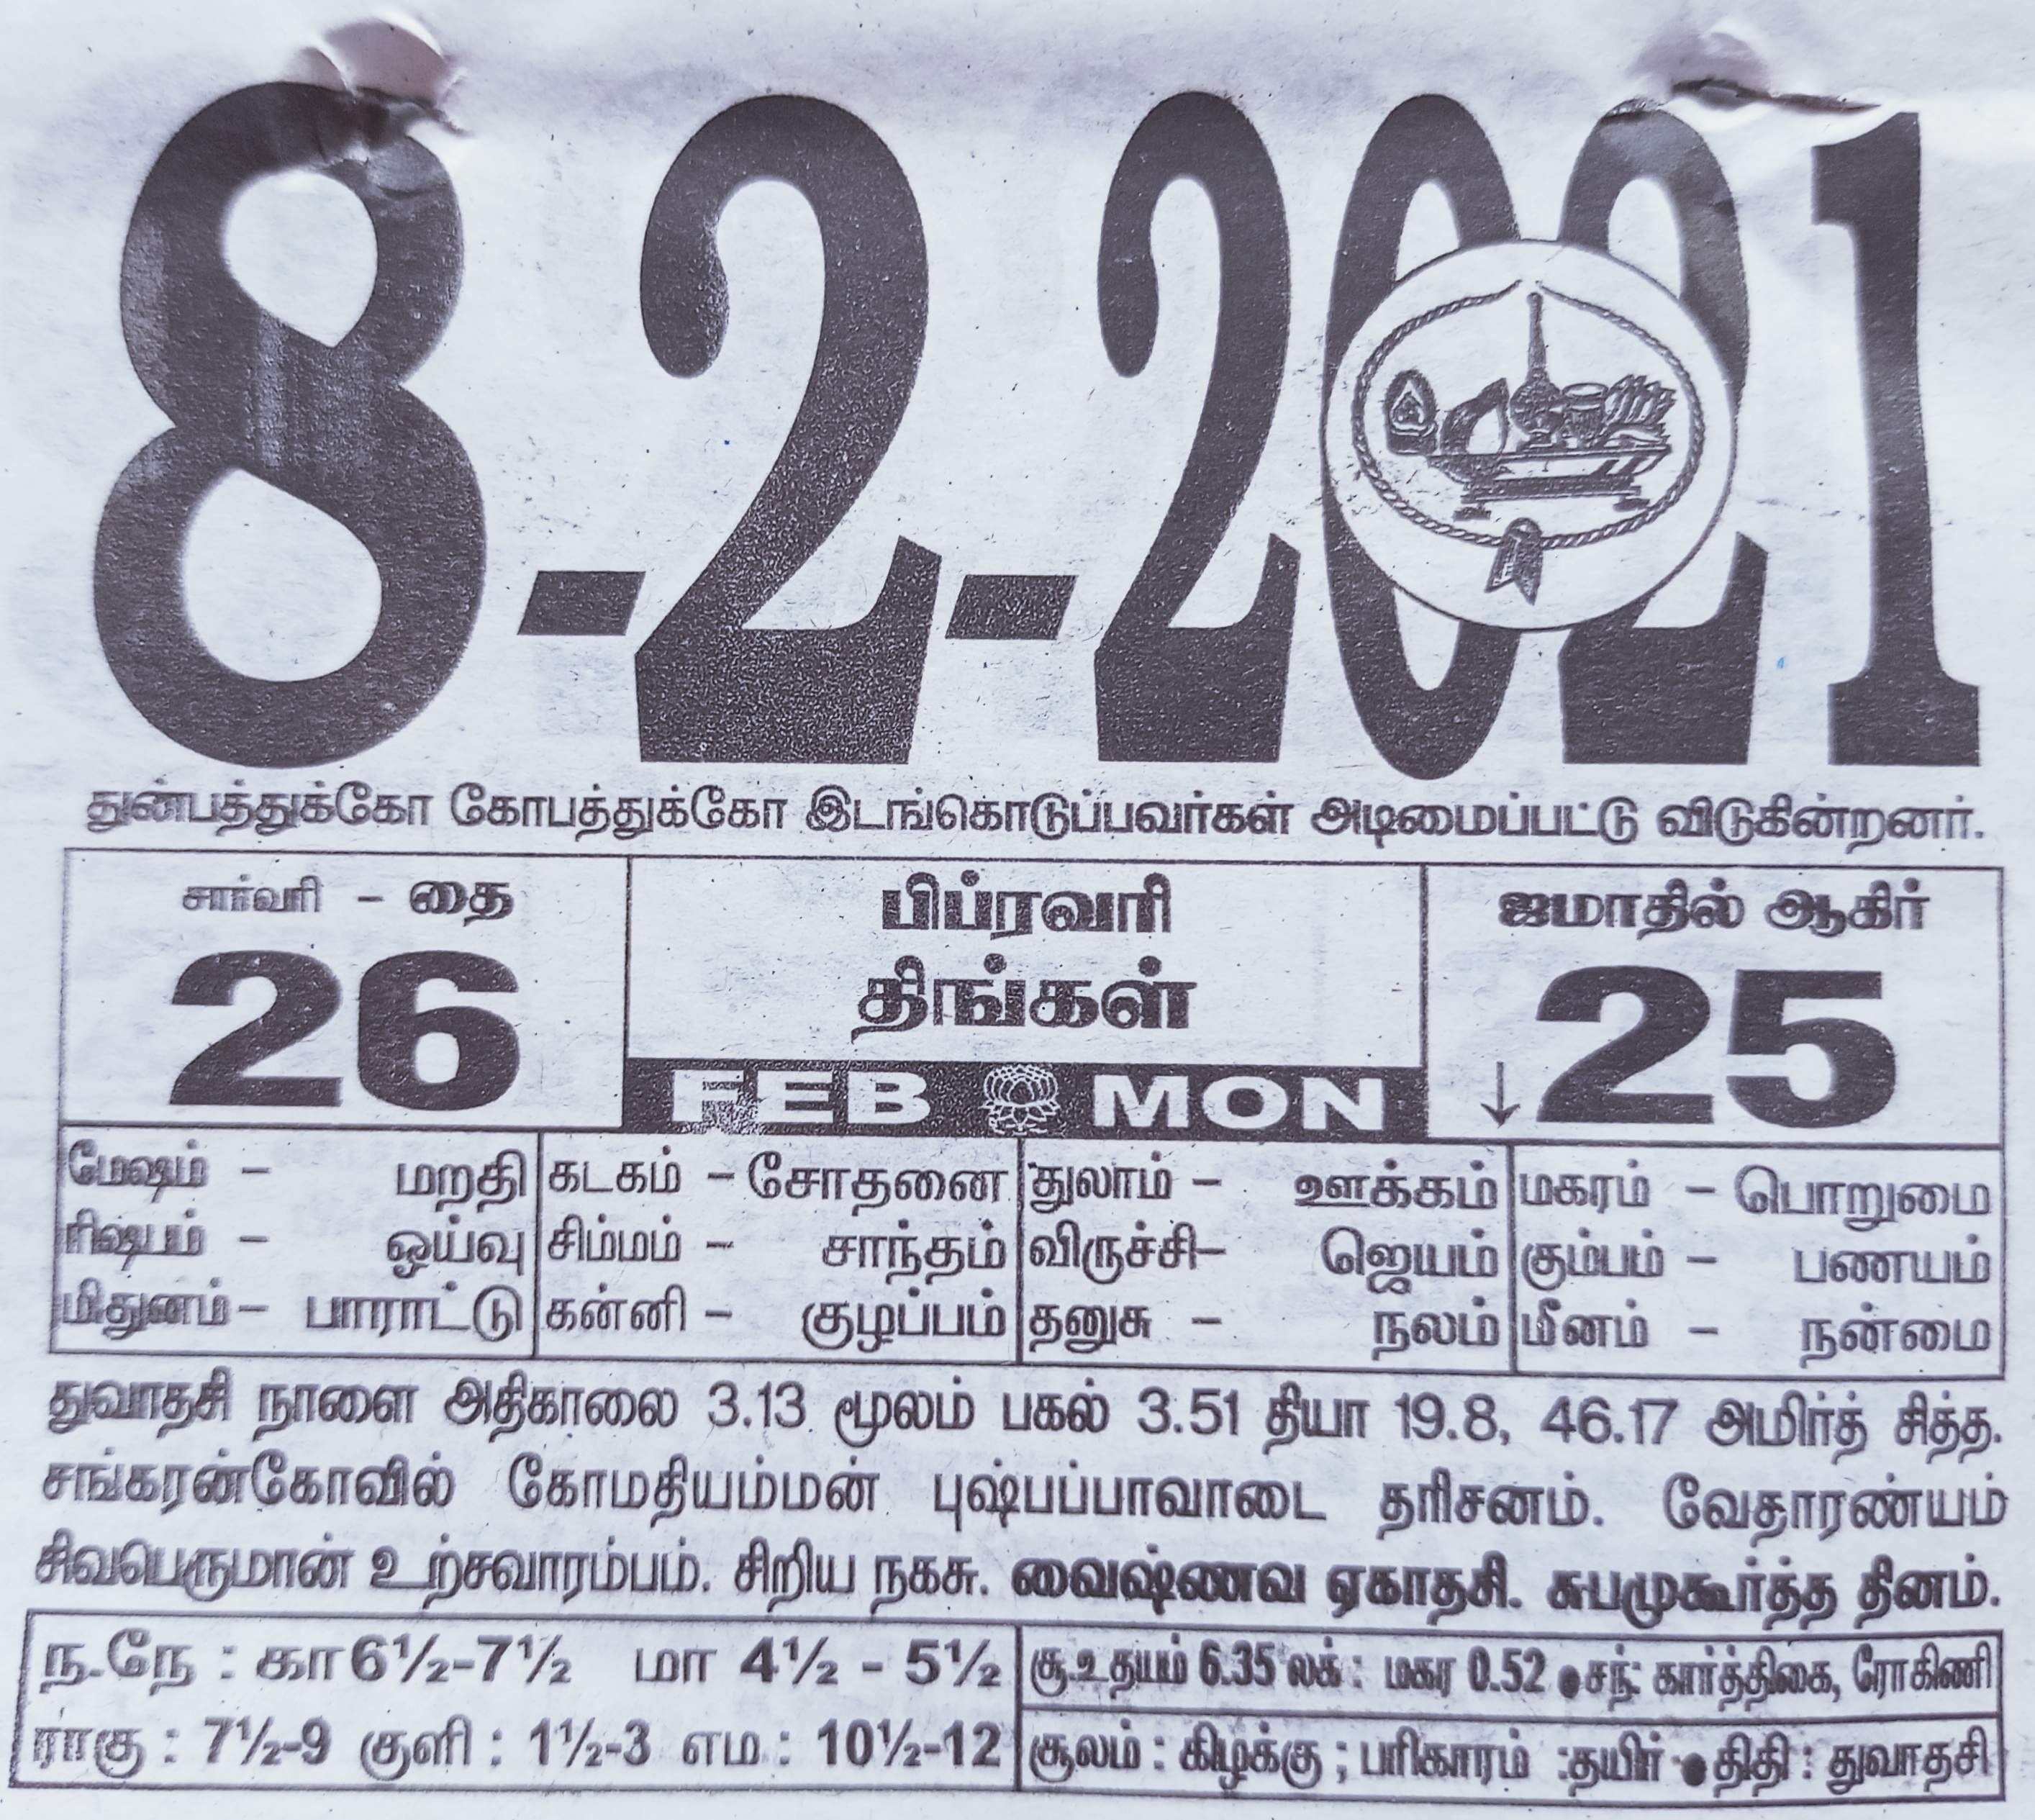 8-2-2021
துன்பத்துக்கோ கோபத்துக்கோ இடங்கொடுப்பவர்கள் அடிமைப்பட்டு விடுகின்றனர்.
சார்வரி - தை
26
பிப்ரவரி
திங்கள்
FEB MON
ஜமாதில் ஆகிர்
↓25
மேஷம் - மறதி கடகம் - சோதனை துலாம் - ஊக்கம் மகரம் - பொறுமை
ரிஷபம் - ஓய்வு சிம்மம் - சாந்தம் விருச்சி- ஜெயம் கும்பம் - பணயம்
மிதுனம் - பாராட்டு கன்னி - குழப்பம் தனுசு - நலம் மீனம் - நன்மை
துவாதசி நாளை அதிகாலை 3.13 மூலம் பகல் 3.51 தியா 19.8, 46.17 அமிர்த் சித்த.
சங்கரன்கோவில் கோமதியம்மன் புஷ்பப்பாவாடை தரிசனம். வேதாரண்யம்
சிவபெருமான் உற்சவாரம்பம். சிறிய நகசு. வைஷ்ணவ ஏகாதசி. சுபமுகூர்த்த தினம்.
ந.நே : கா 6½-7½ மா 4½ - 5½ சூ.உதயம் 6.35 லக் : மகர 0.52 ● சந்: கார்த்திகை, ரோகிணி
ராகு : 7½-9 குளி : 1½-3 எம : 10½-12 சூலம் : கிழக்கு ; பரிகாரம் :தயிர் ● திதி : துவாதசி